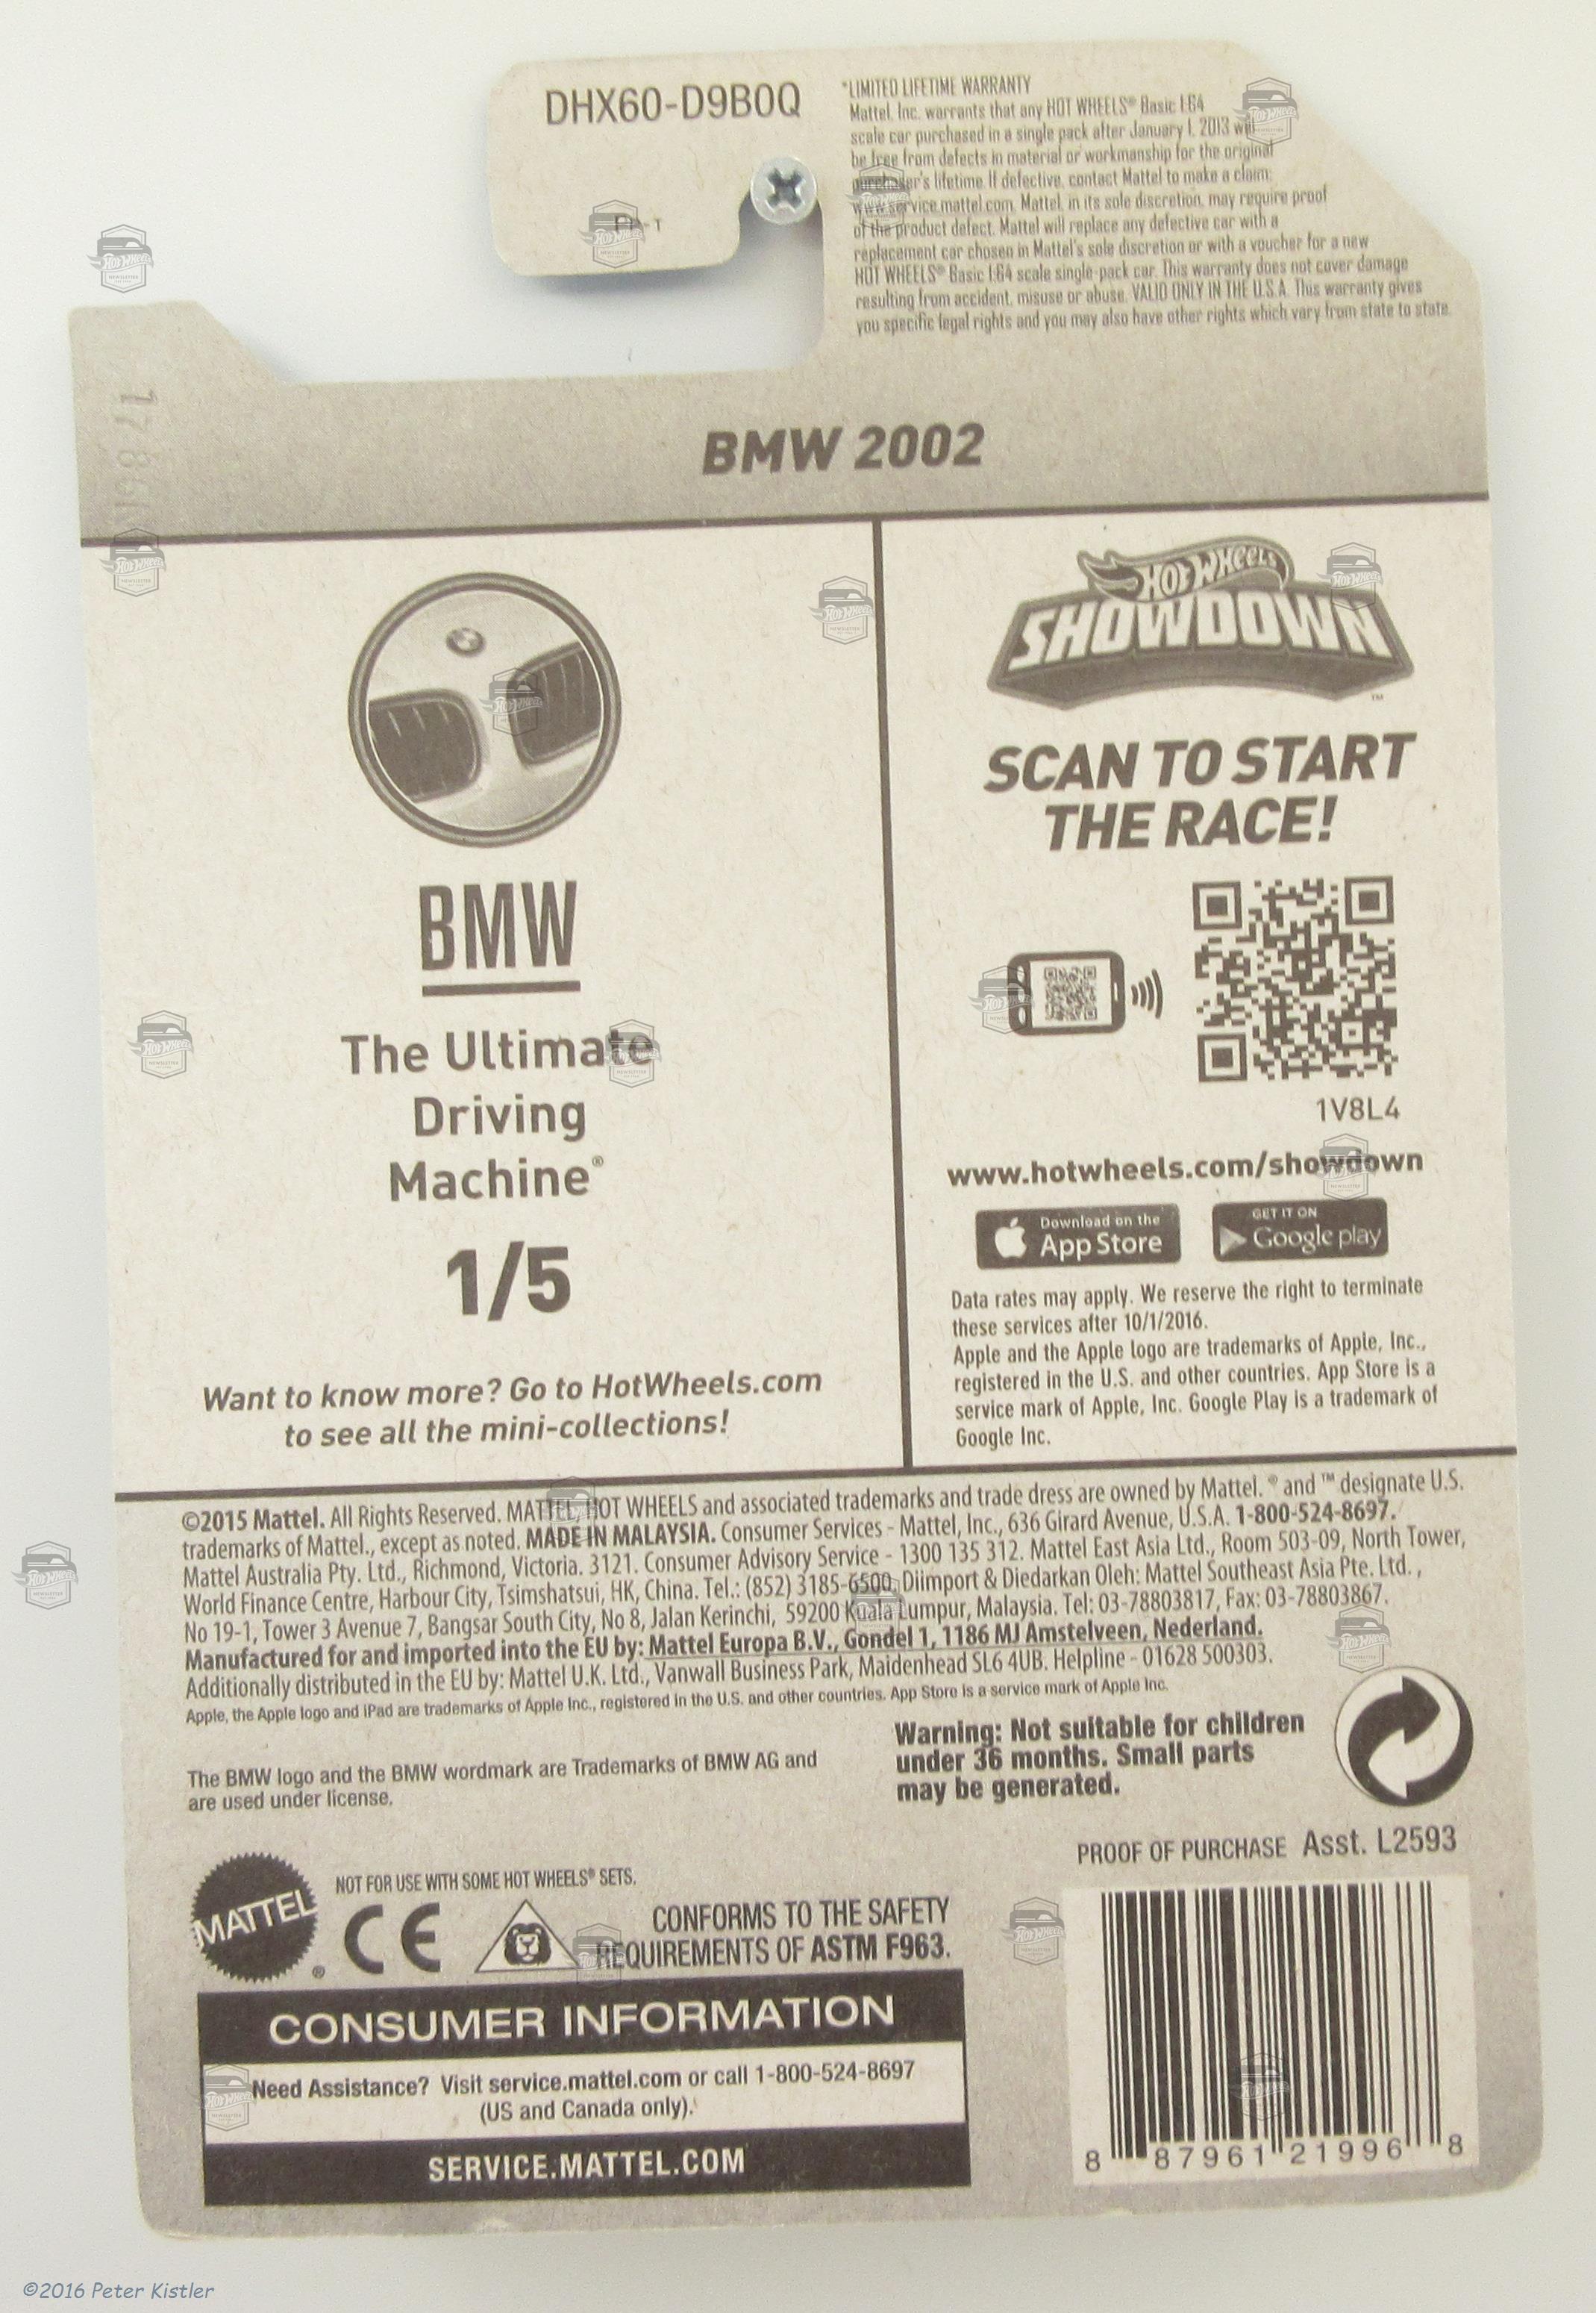 DHX60-D9B0Q
*LIMITED LIFETIME WARRANTY
Mattel, Inc. warrants that any HOT WHEELS® Basic 1:64
scale car purchased in a single pack after January 1, 2013 will
be free from defects in material or workmanship for the original
purchaser's lifetime. If defective, contact Mattel to make a claim:
www.service.mattel.com. Mattel, in its sole discretion, may require proof
of the product defect. Mattel will replace any defective car with a
replacement car chosen in Mattel's sole discretion or with a voucher for a new
HOT WHEELS® Basic 1:64 scale single-pack car. This warranty does not cover damage
resulting from accident, misuse or abuse. VALID ONLY IN THE U.S.A. This warranty gives
you specific legal rights and you may also have other rights which vary from state to state.
BMW 2002
BMW
The Ultimate
Driving
Machine®
1/5
Want to know more? Go to HotWheels.com
to see all the mini-collections!
HOT WHEELS
SHOWDOWN™
SCAN TO START
THE RACE!
1V8L4
www.hotwheels.com/showdown
Download on the
App Store
GET IT ON
Google play
Data rates may apply. We reserve the right to terminate
these services after 10/1/2016.
Apple and the Apple logo are trademarks of Apple, Inc.,
registered in the U.S. and other countries. App Store is a
service mark of Apple, Inc. Google Play is a trademark of
Google Inc.
©2015 Mattel. All Rights Reserved. MATTEL, HOT WHEELS and associated trademarks and trade dress are owned by Mattel. ® and ™ designate U.S.
trademarks of Mattel., except as noted. MADE IN MALAYSIA. Consumer Services - Mattel, Inc., 636 Girard Avenue, U.S.A. 1-800-524-8697.
Mattel Australia Pty. Ltd., Richmond, Victoria. 3121. Consumer Advisory Service - 1300 135 312. Mattel East Asia Ltd., Room 503-09, North Tower,
World Finance Centre, Harbour City, Tsimshatsui, HK, China. Tel.: (852) 3185-6500. Diimport & Diedarkan Oleh: Mattel Southeast Asia Pte. Ltd.,
No 19-1, Tower 3 Avenue 7, Bangsar South City, No 8, Jalan Kerinchi, 59200 Kuala Lumpur, Malaysia. Tel: 03-78803817, Fax: 03-78803867.
Manufactured for and imported into the EU by: Mattel Europa B.V., Gondel 1, 1186 MJ Amstelveen, Nederland.
Additionally distributed in the EU by: Mattel U.K. Ltd., Vanwall Business Park, Maidenhead SL6 4UB. Helpline - 01628 500303.
Apple, the Apple logo and iPad are trademarks of Apple Inc., registered in the U.S. and other countries. App Store is a service mark of Apple Inc.
The BMW logo and the BMW wordmark are Trademarks of BMW AG and
are used under license.
Warning: Not suitable for children
under 36 months. Small parts
may be generated.
PROOF OF PURCHASE Asst. L2593
MATTEL®
NOT FOR USE WITH SOME HOT WHEELS® SETS.
CE
CONFORMS TO THE SAFETY
REQUIREMENTS OF ASTM F963.
CONSUMER INFORMATION
Need Assistance? Visit service.mattel.com or call 1-800-524-8697
(US and Canada only).
SERVICE.MATTEL.COM
8 87961 21996 8
©2016 Peter Kistler